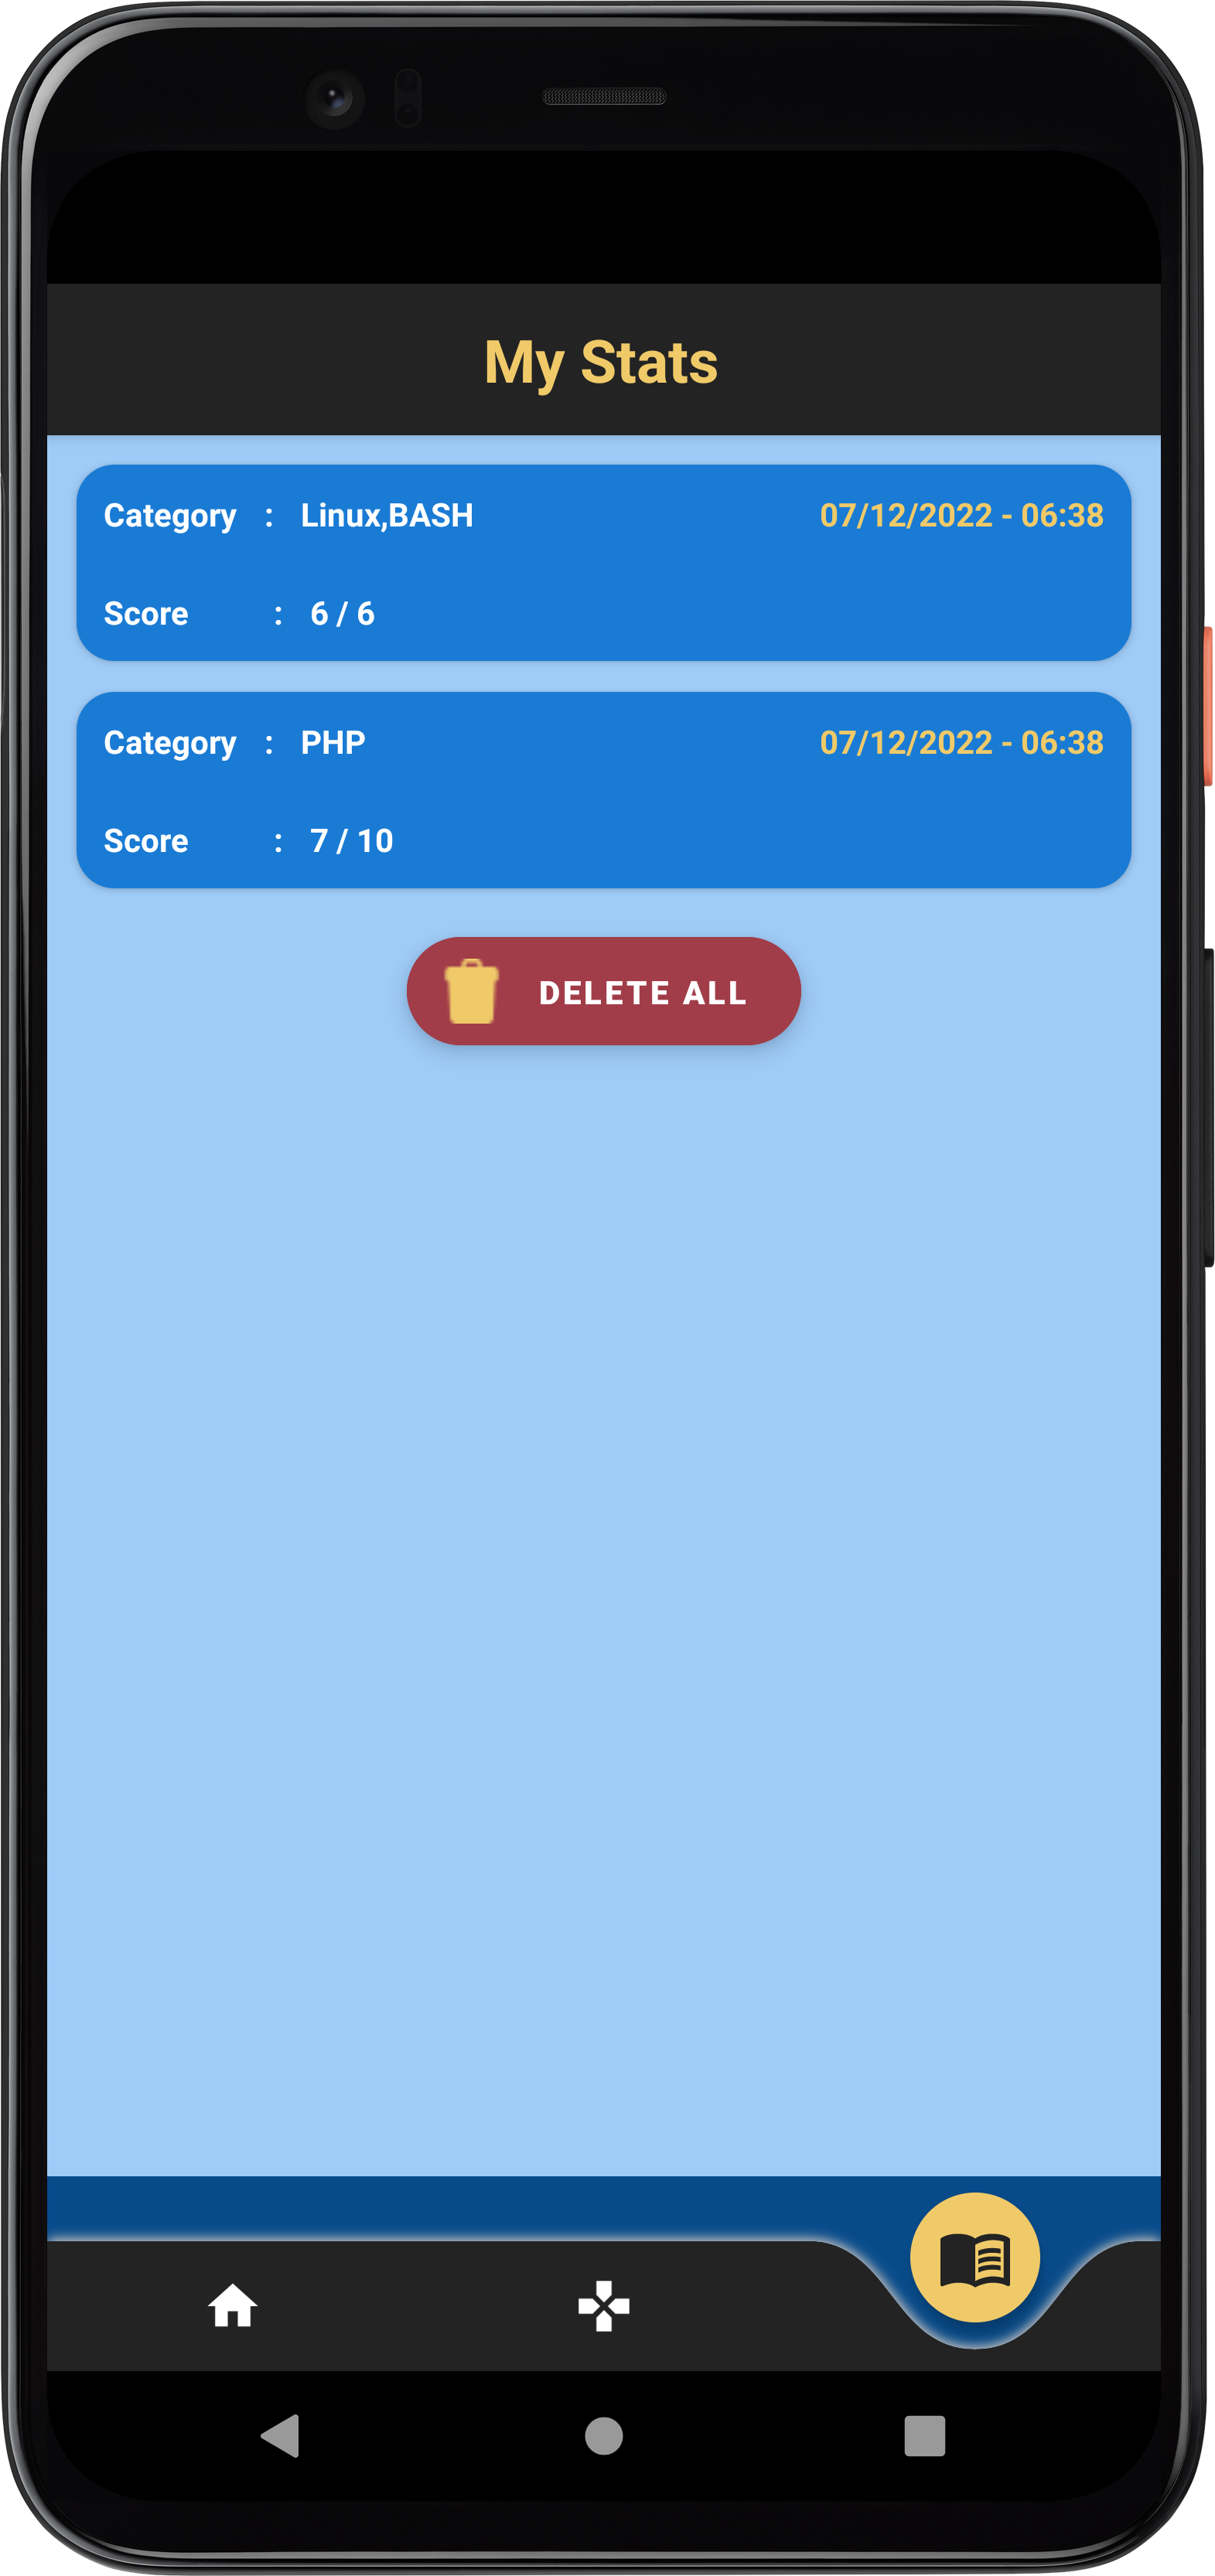 My Stats
Category : Linux,BASH 07/12/2022 - 06:38
Score : 6 / 6
Category : PHP 07/12/2022 - 06:38
Score : 7 / 10
DELETE ALL